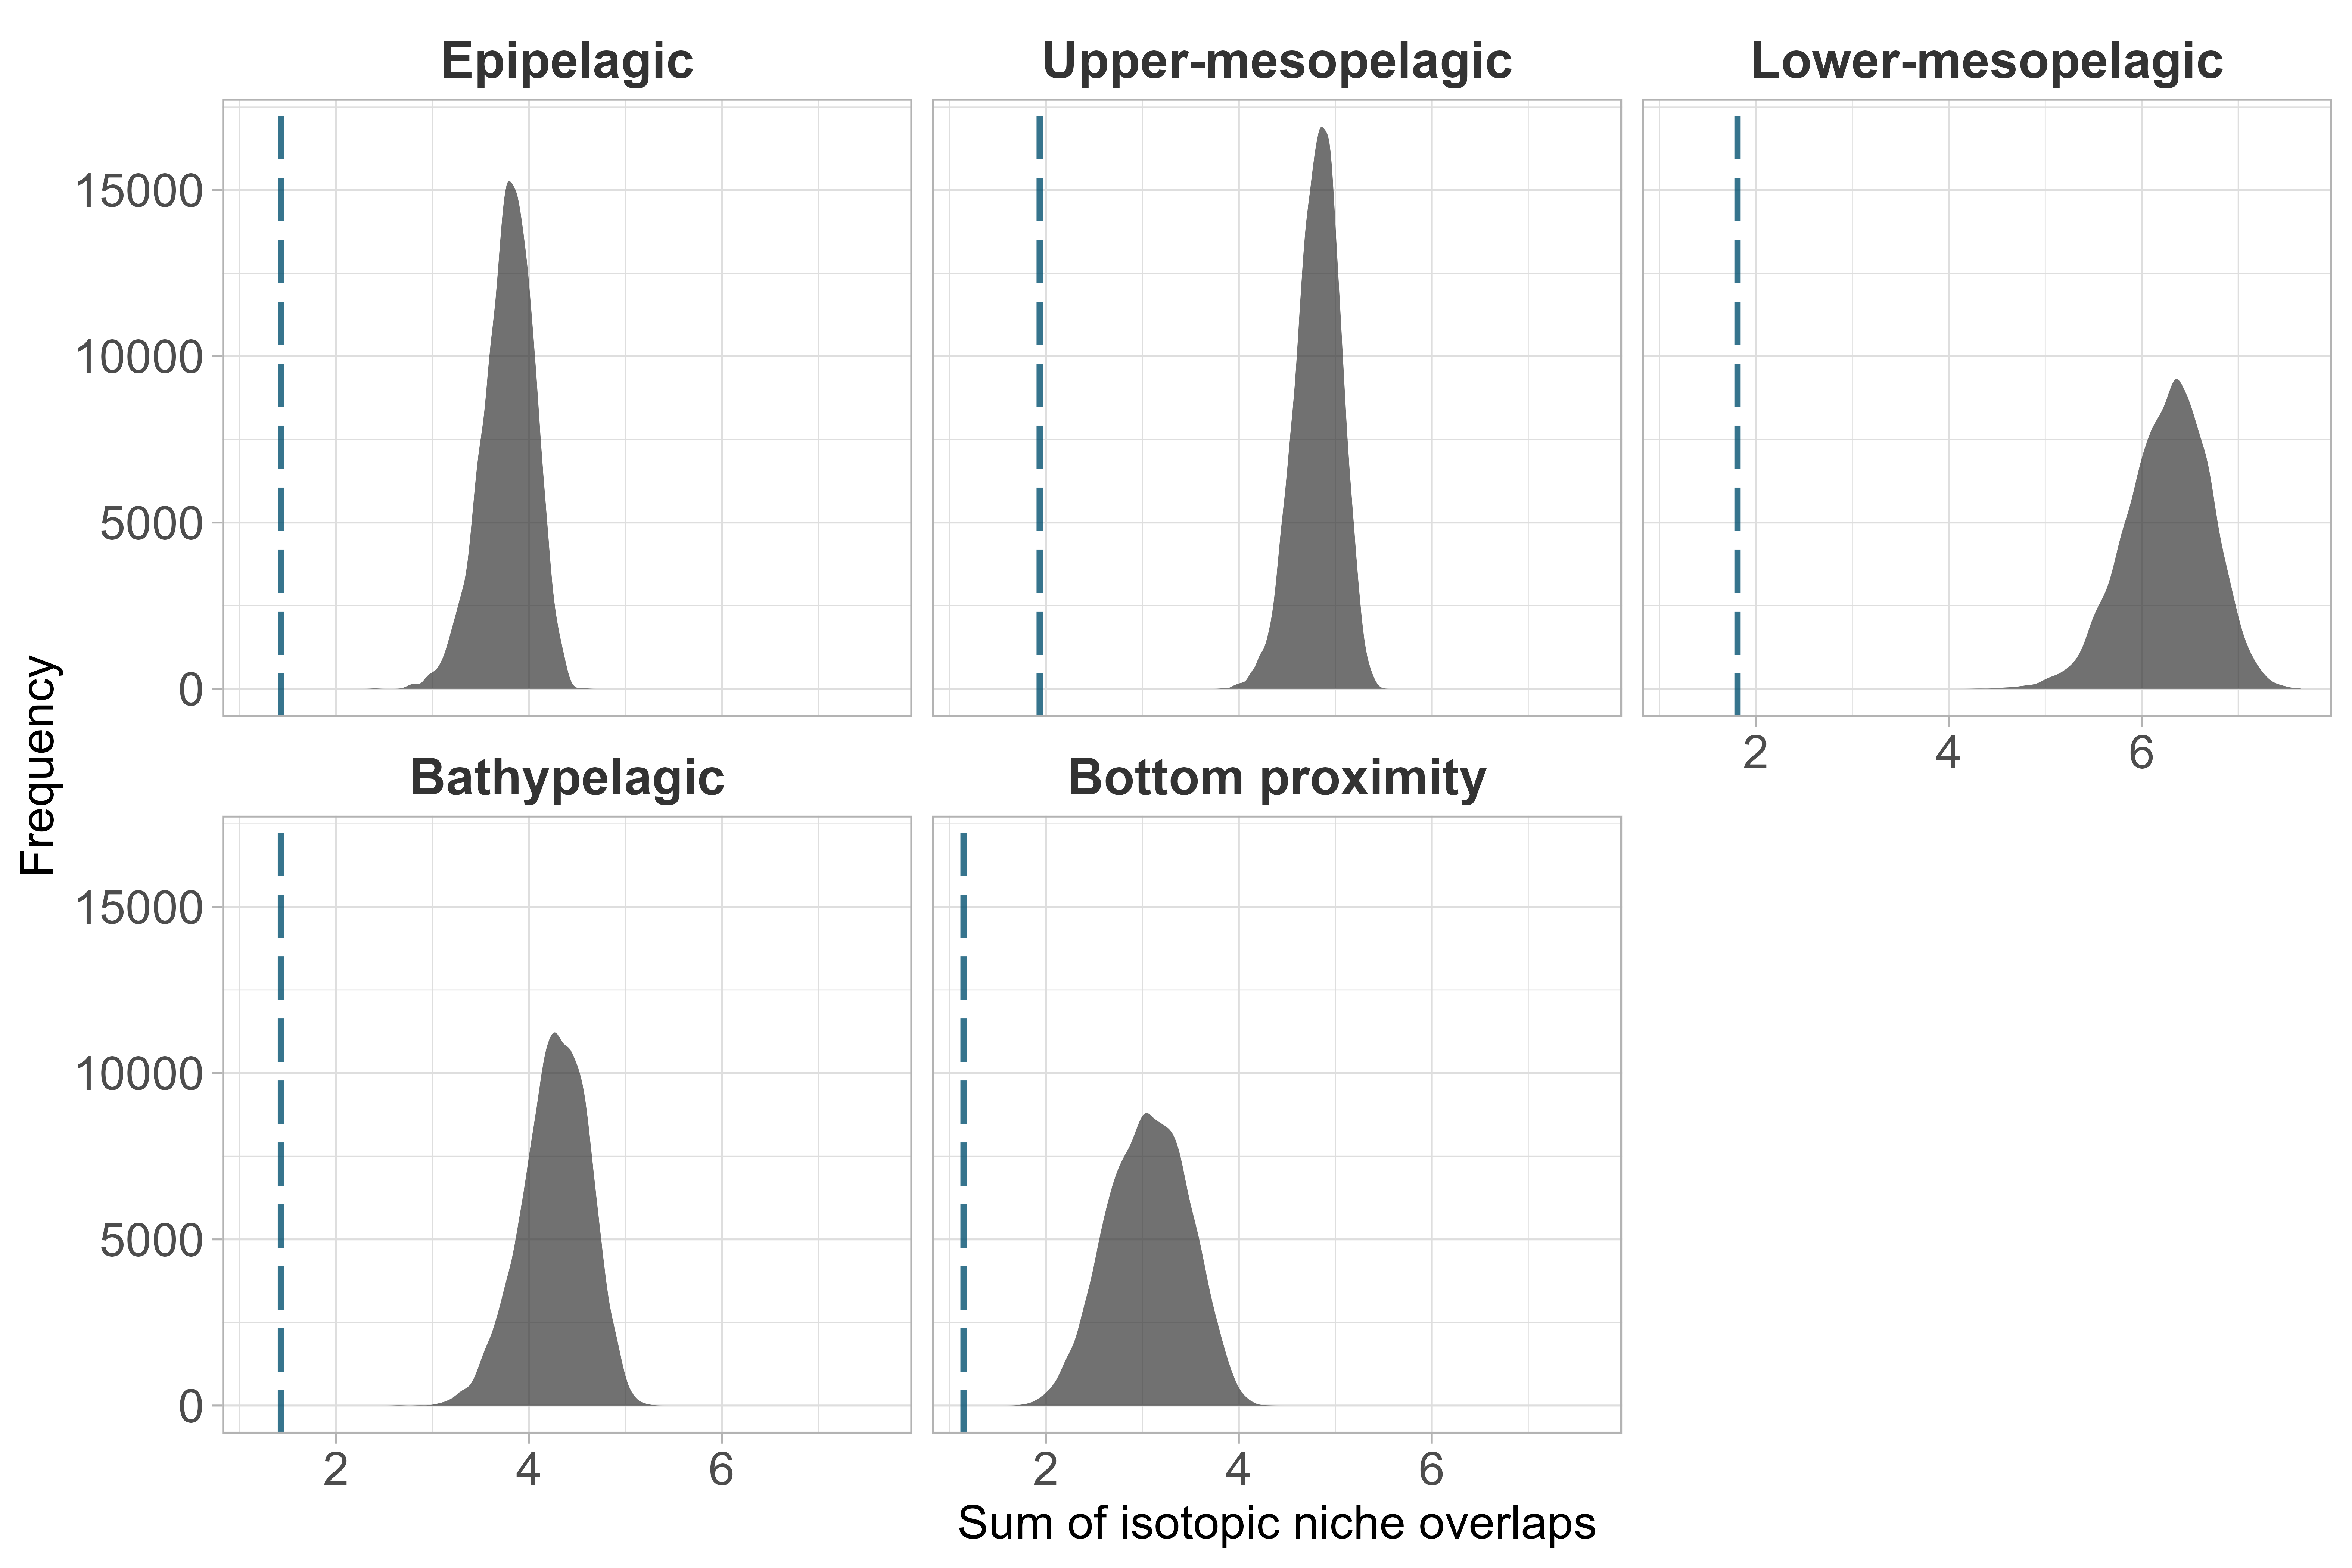 Epipelagic
Upper-mesopelagic
Lower-mesopelagic
15000
10000
5000
0
2 4 6
Frequency
Bathypelagic
Bottom proximity
15000
10000
5000
0
2 4 6
2 4 6
Sum of isotopic niche overlaps